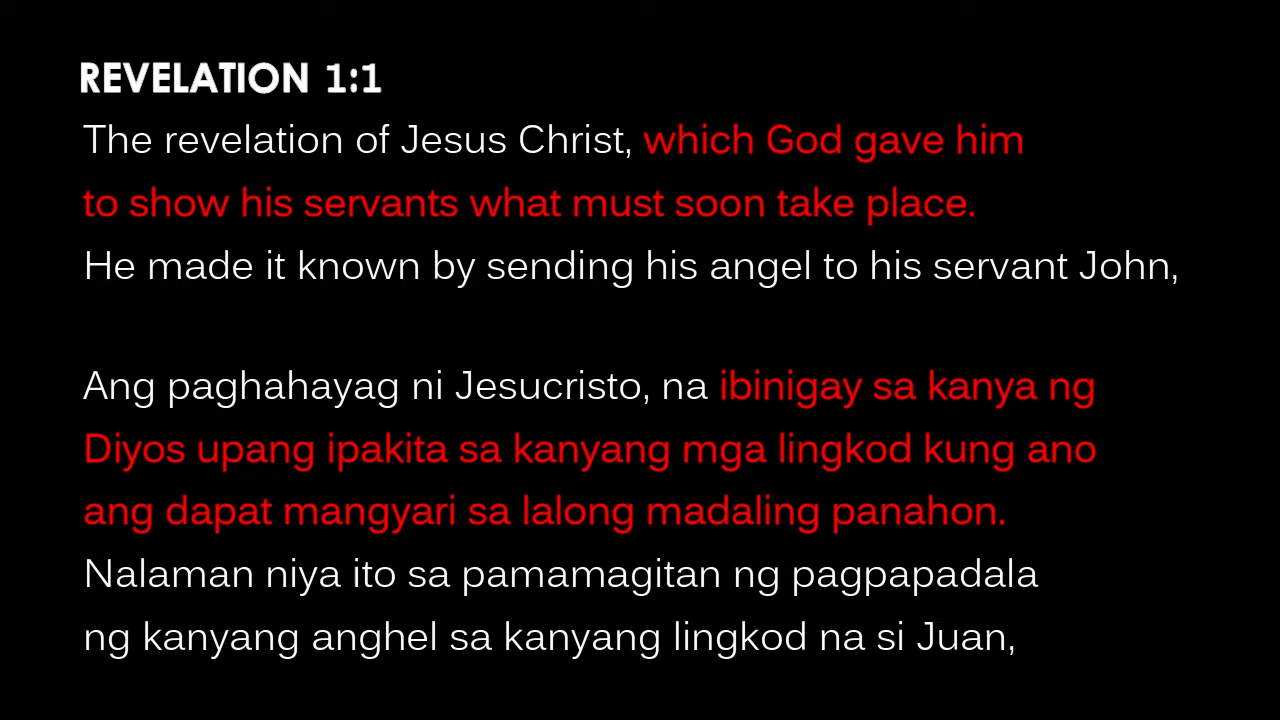 REVELATION 1:1
The revelation of Jesus Christ, which God gave him
to show his servants what must soon take place.
He made it known by sending his angel to his servant John,
Ang paghahayag ni Jesucristo, na ibinigay sa kanya ng
Diyos upang ipakita sa kanyang mga lingkod kung ano
ang dapat mangyari sa lalong madaling panahon.
Nalaman niya ito sa pamamagitan ng pagpapadala
ng kanyang anghel sa kanyang lingkod na si Juan,